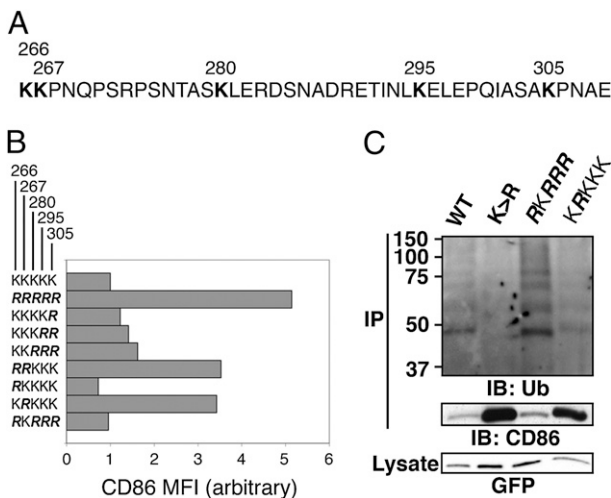 A
266
267 280 295 305
KKPNQPSRPSNTASKLERDSNADRETINLKELEPQIASAKPNAE
B
266
267
280
295
305
KKKKK
RRRRR
KKKKR
KKKRR
KKRRR
RRKKK
RKKKK
KRKKK
RKRRR
0 1 2 3 4 5 6
CD86 MFI (arbitrary)
C
WT K>R RKRRR KRKKK
150
100
75
50
37
IP
IB: Ub
IB: CD86
Lysate
GFP